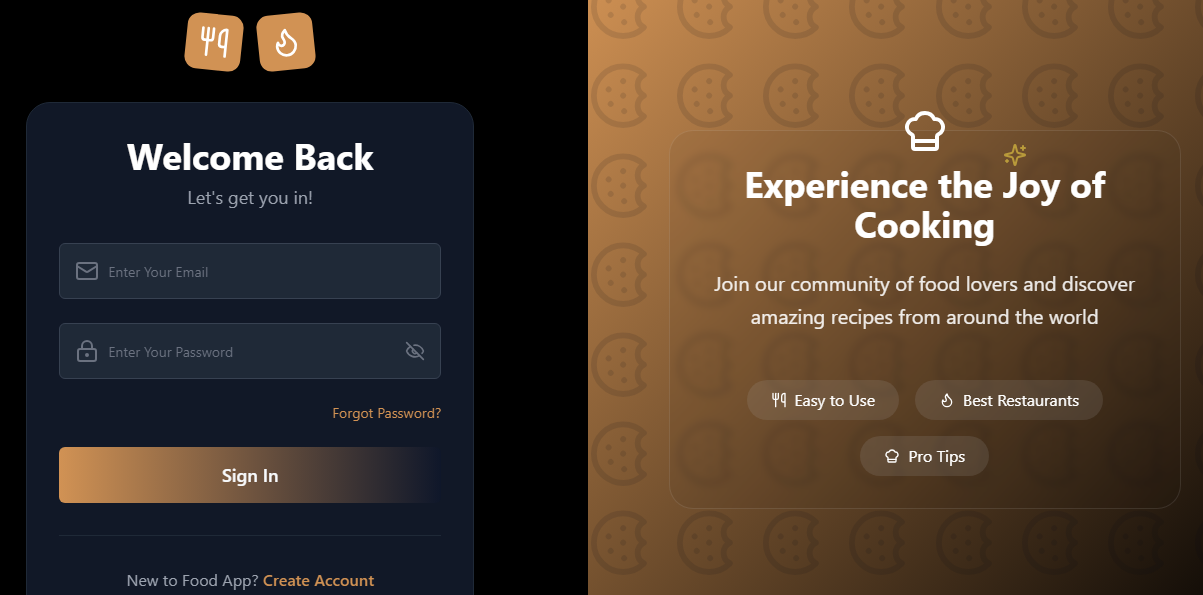 Welcome Back
Let's get you in!
Enter Your Email
Enter Your Password
Forgot Password?
Sign In
New to Food App? Create Account
Experience the Joy of
Cooking
Join our community of food lovers and discover
amazing recipes from around the world
Easy to Use
Best Restaurants
Pro Tips